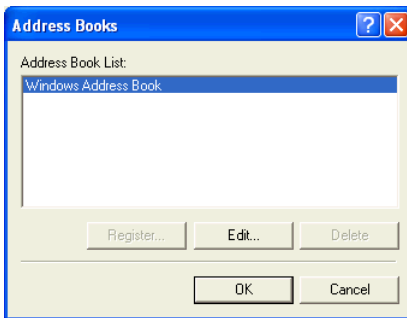 Address Books
Address Book List:
Windows Address Book
Register... Edit... Delete
OK Cancel